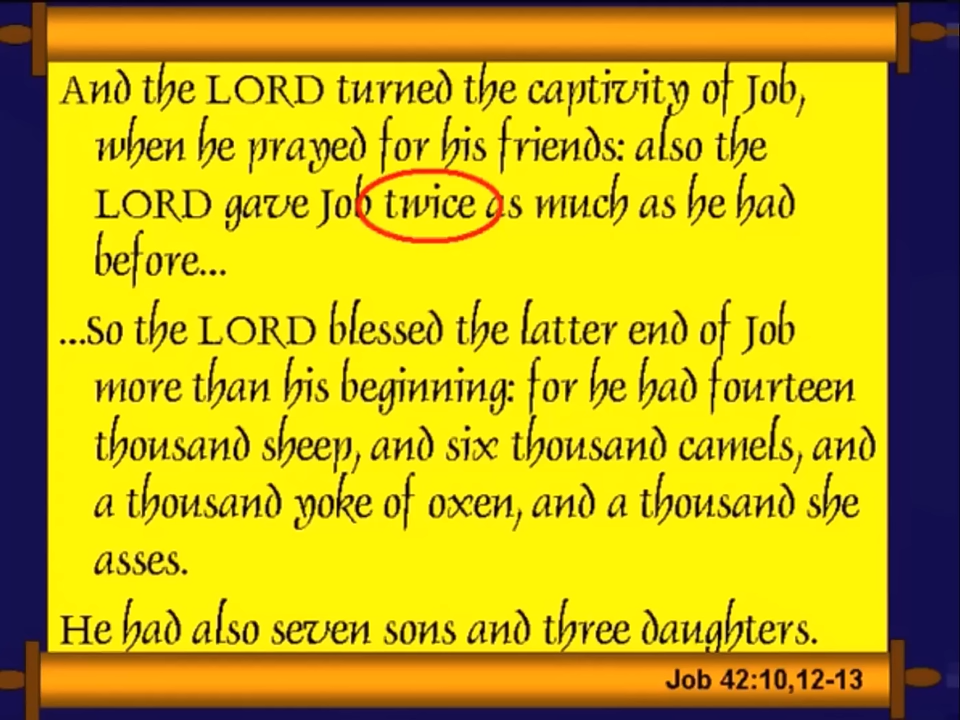 And the LORD turned the captivity of Job,
when he prayed for his friends: also the
LORD gave Job twice as much as he had
before...
...So the LORD blessed the latter end of Job
more than his beginning: for he had fourteen
thousand sheep, and six thousand camels, and
a thousand yoke of oxen, and a thousand she
asses.
He had also seven sons and three daughters.
Job 42:10,12-13